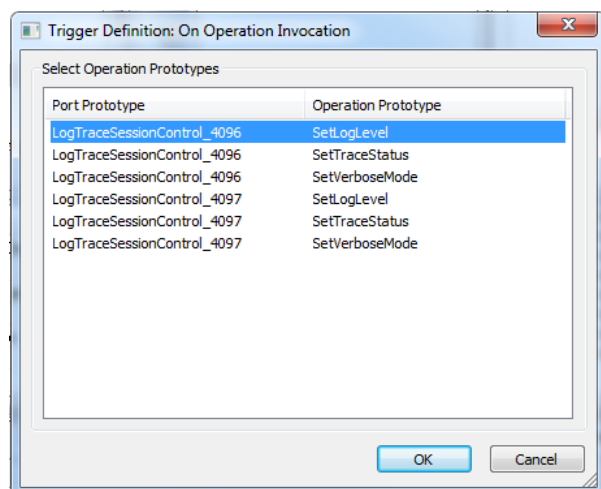 Trigger Definition: On Operation Invocation
Select Operation Prototypes
Port Prototype Operation Prototype
LogTraceSessionControl_4096 SetLogLevel
LogTraceSessionControl_4096 SetTraceStatus
LogTraceSessionControl_4096 SetVerboseMode
LogTraceSessionControl_4097 SetLogLevel
LogTraceSessionControl_4097 SetTraceStatus
LogTraceSessionControl_4097 SetVerboseMode
OK Cancel